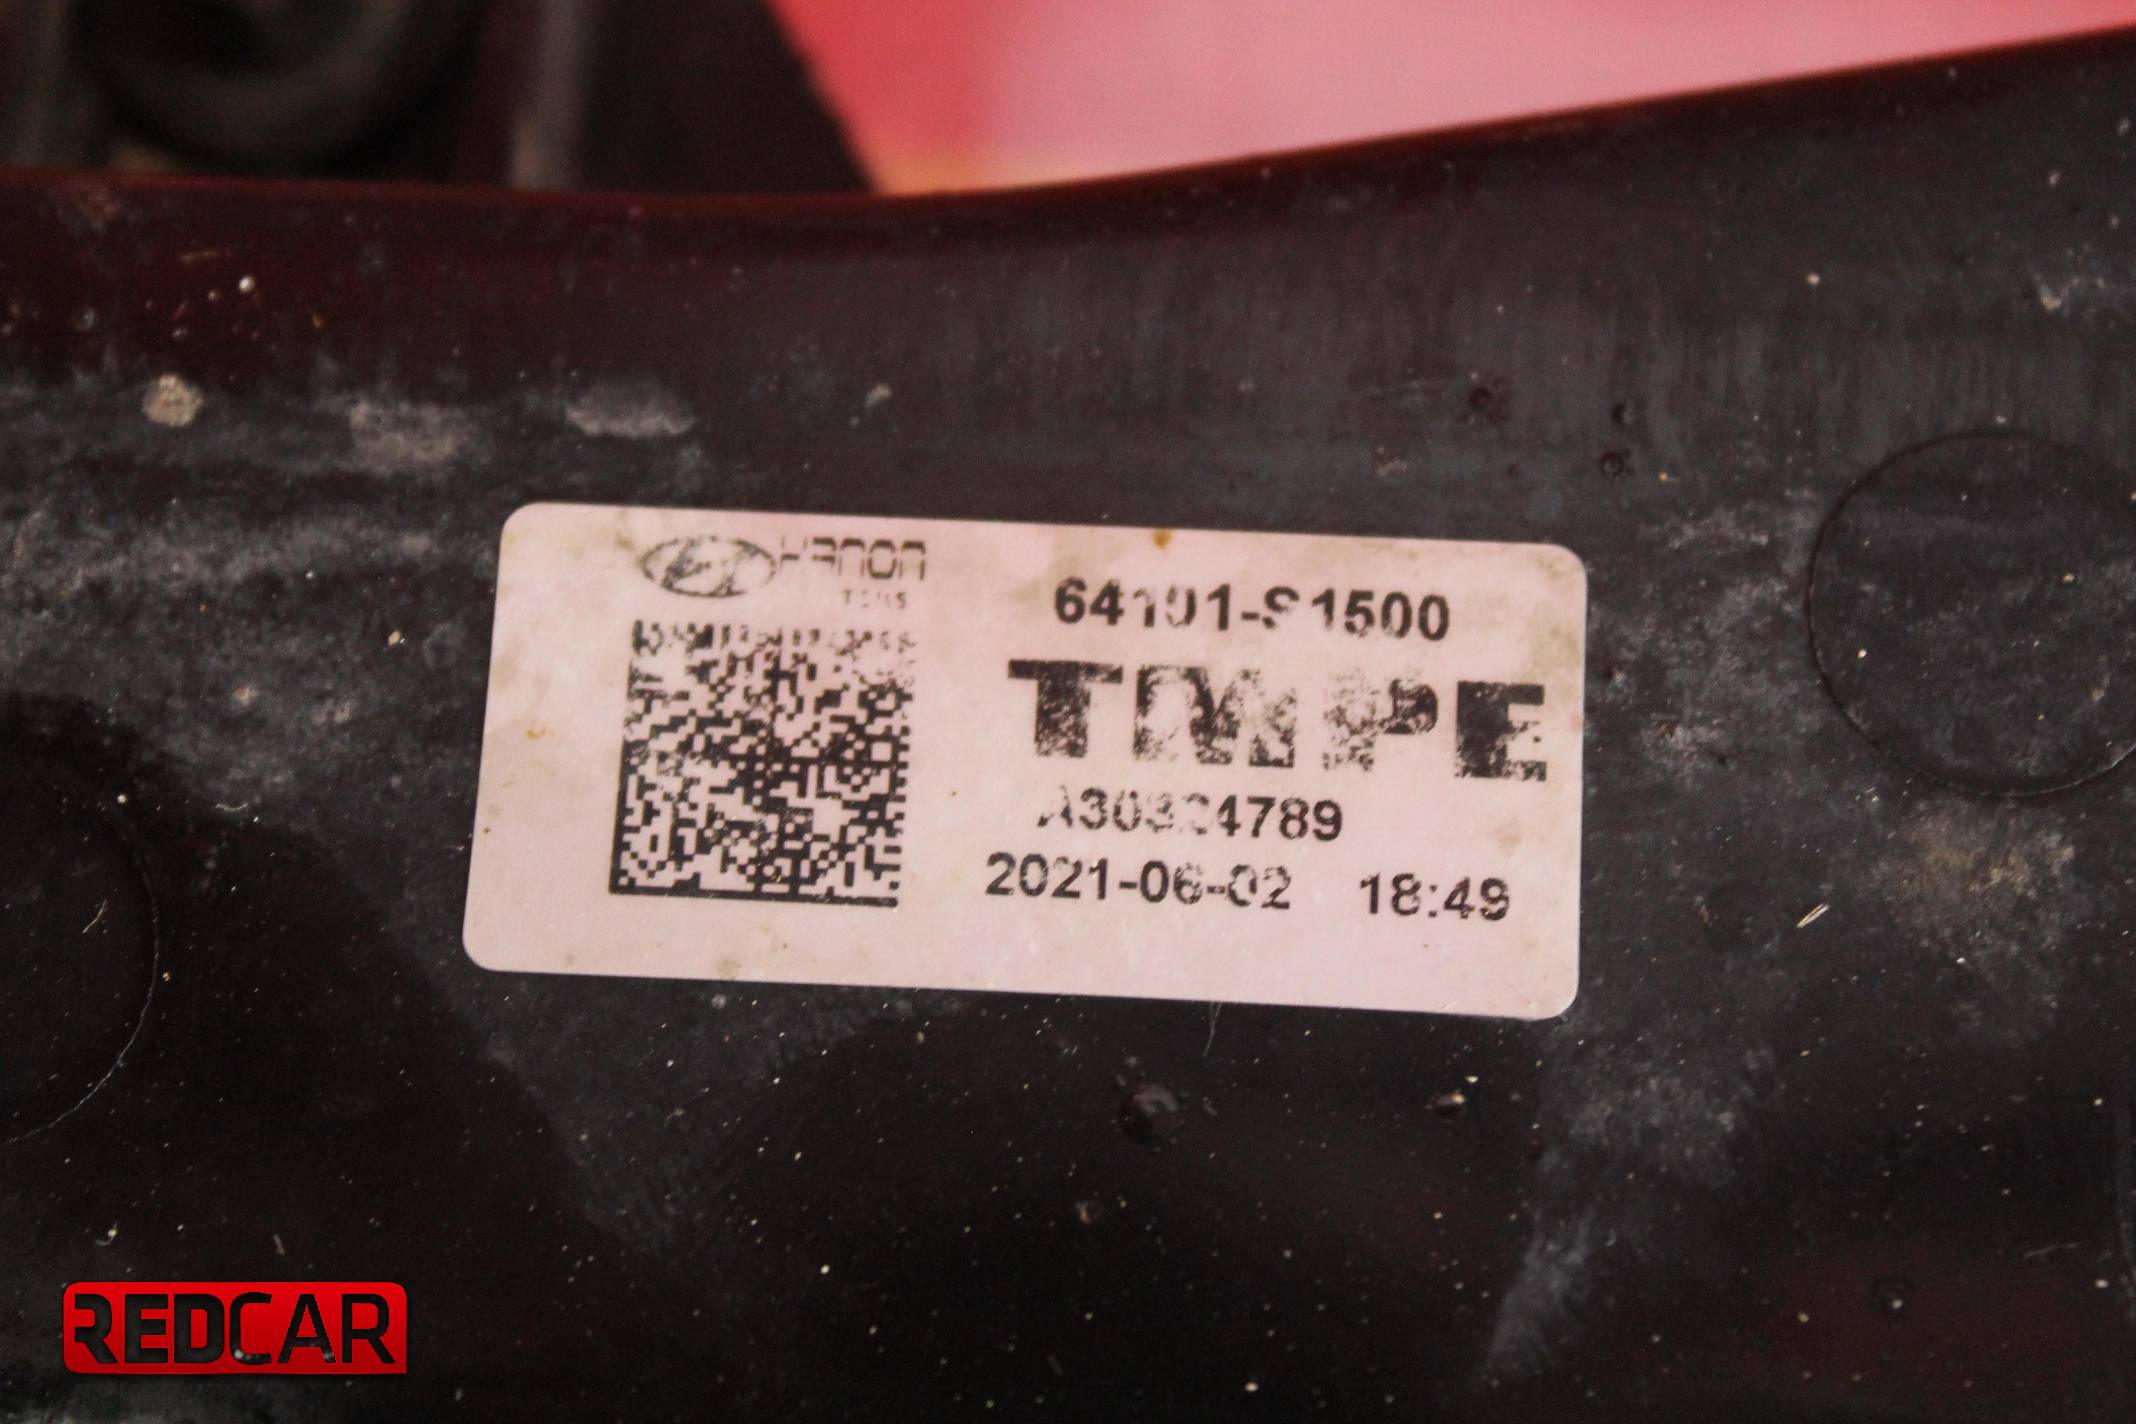 HANON
64101-S1500
TMPE
2021-06-02 18:49
REDCAR